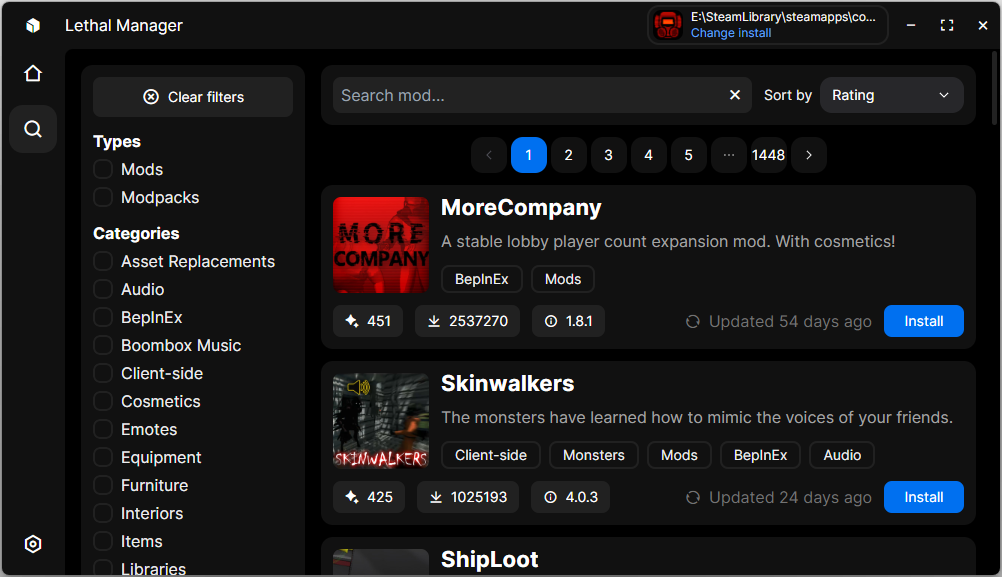 Lethal Manager
E:\SteamLibrary\steamapps\co...
Change install
Clear filters
Types
Mods
Modpacks
Categories
Asset Replacements
Audio
BepInEx
Boombox Music
Client-side
Cosmetics
Emotes
Equipment
Furniture
Interiors
Items
Libraries
Search mod...
Sort by
Rating
1 2 3 4 5 ... 1448
MORE
COMPANY
MoreCompany
A stable lobby player count expansion mod. With cosmetics!
BepInEx Mods
451 2537270 1.8.1 Updated 54 days ago Install
SKINWALKERS
Skinwalkers
The monsters have learned how to mimic the voices of your friends.
Client-side Monsters Mods BepInEx Audio
425 1025193 4.0.3 Updated 24 days ago Install
ShipLoot